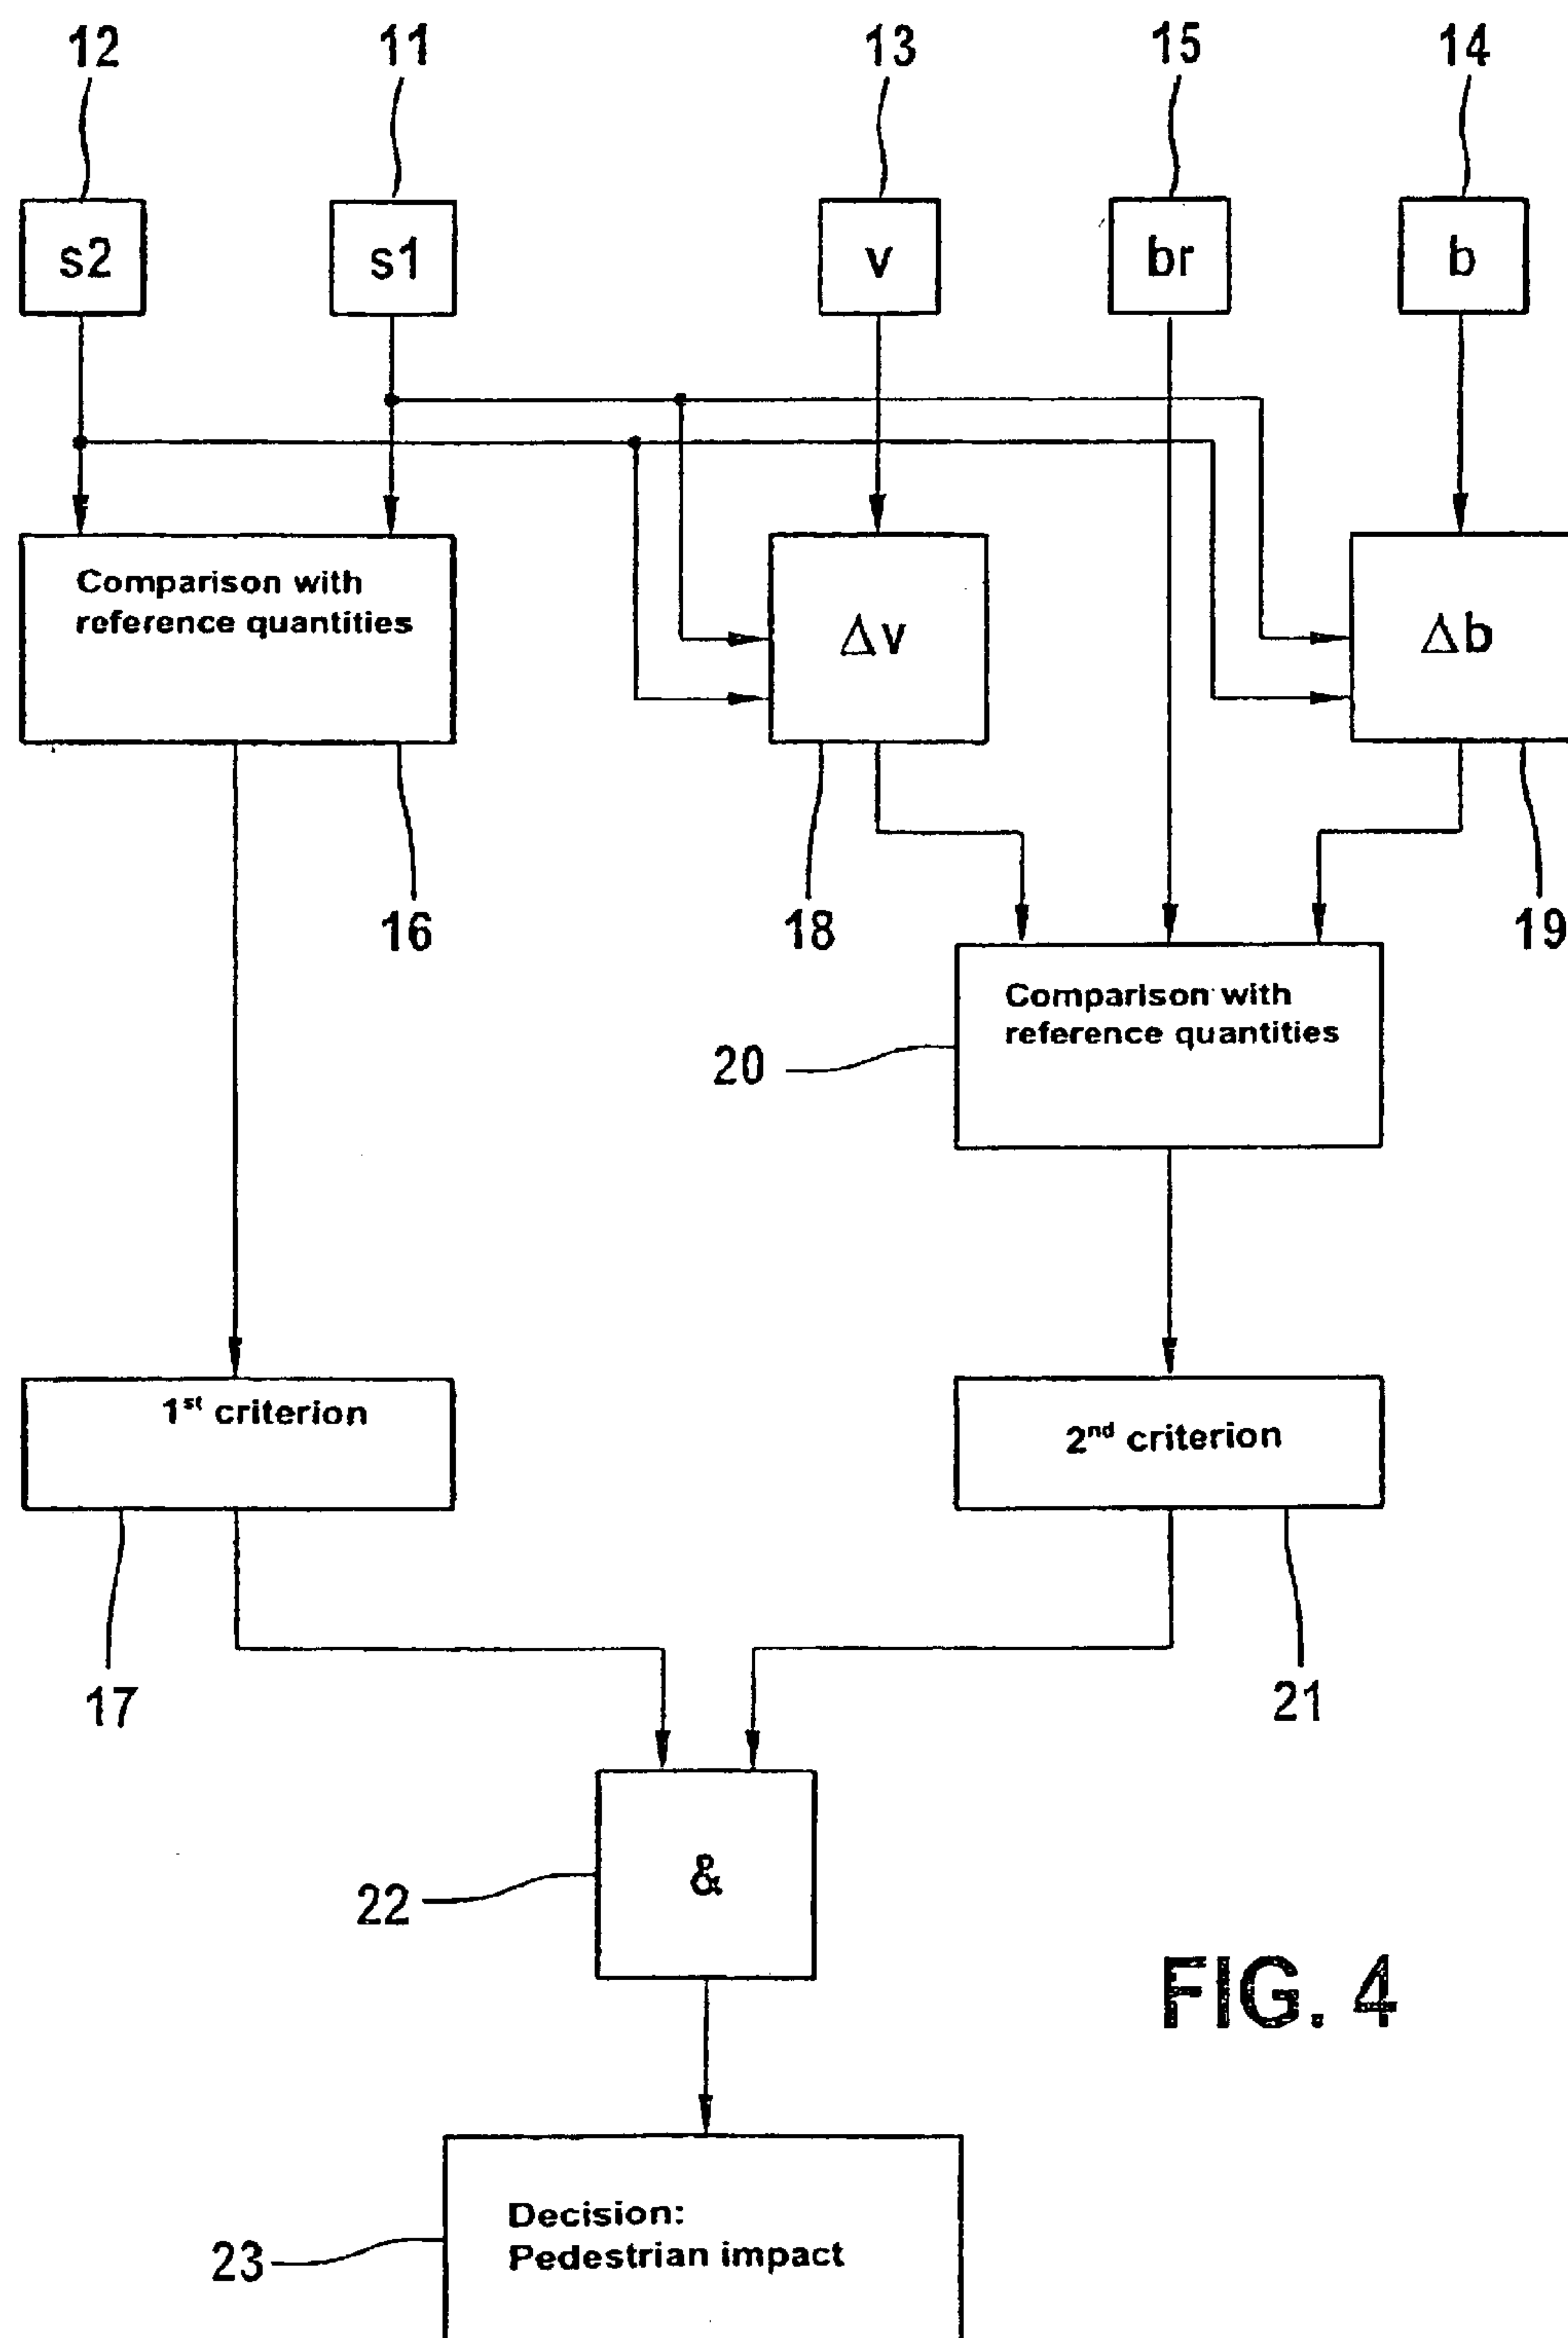 12 11 13 15 14
s2 s1 v br b
Comparison with
reference quantities
Δv
Δb
16 18 19
Comparison with
reference quantities
20
1st criterion
2nd criterion
17 21
&
22
FIG. 4
Decision:
Pedestrian impact
23